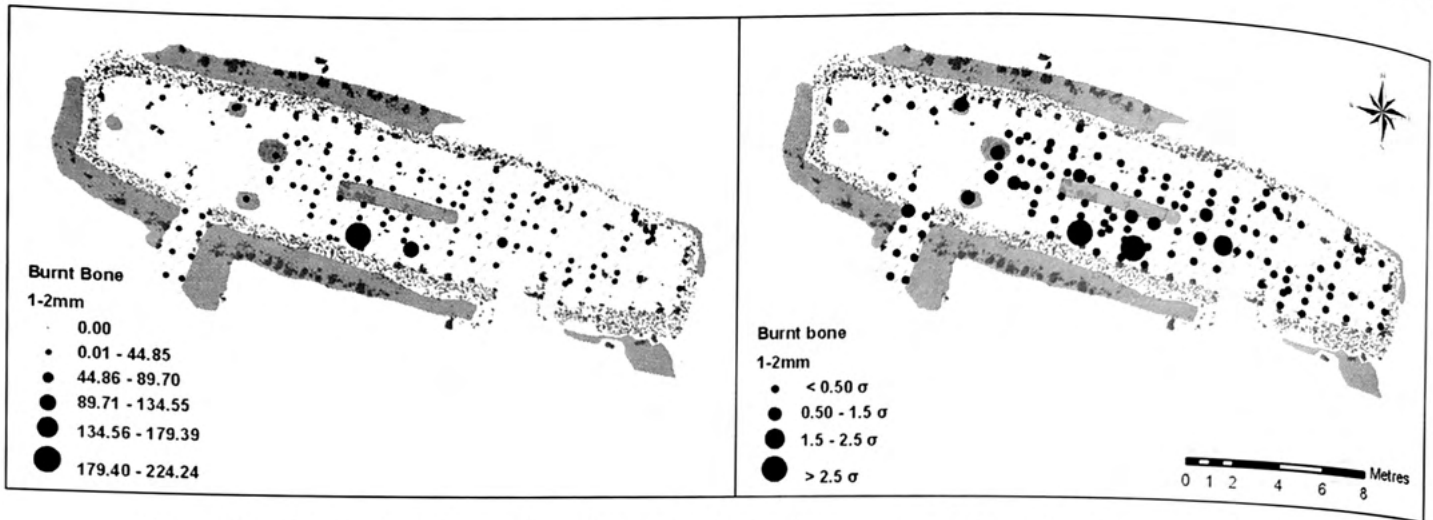 Burnt Bone
1-2mm
0.00
0.01 - 44.85
44.86 - 89.70
89.71 - 134.55
134.56 - 179.39
179.40 - 224.24
Burnt bone
1-2mm
< 0.50 σ
0.50 - 1.5 σ
1.5 - 2.5 σ
> 2.5 σ
Metres
0 1 2 4 6 8